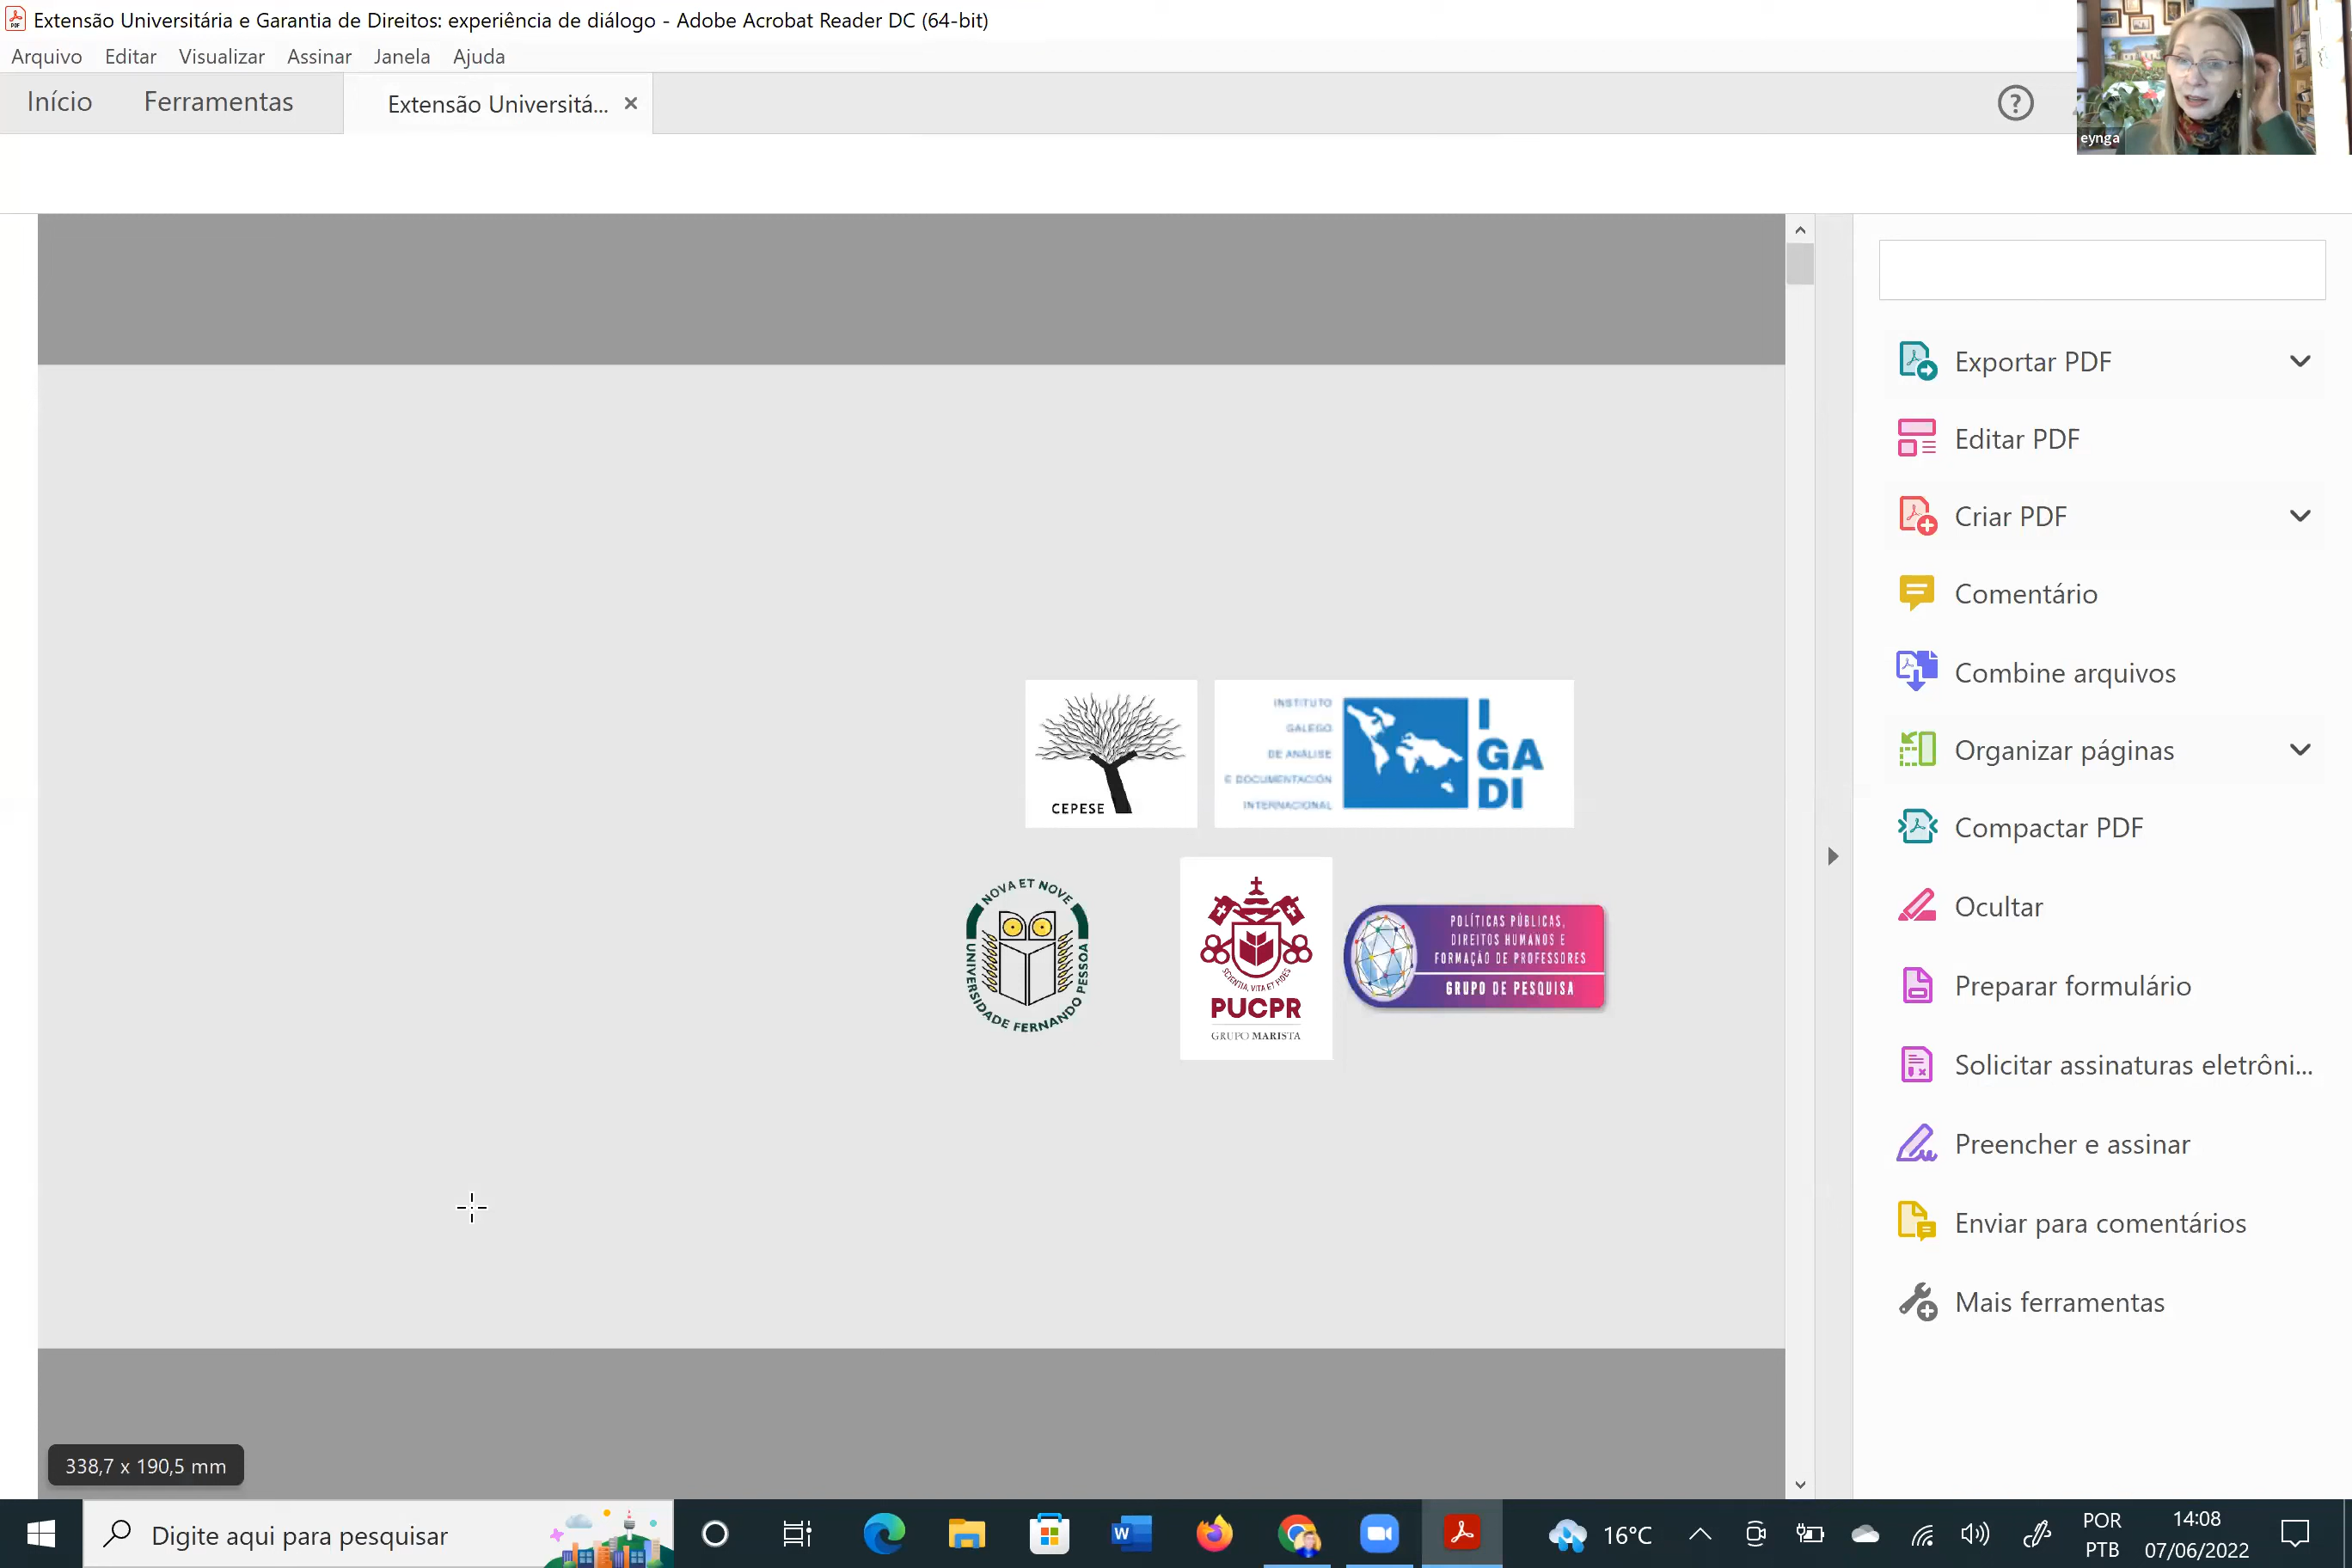 Extensão Universitária e Garantia de Direitos: experiência de diálogo - Adobe Acrobat Reader DC (64-bit)
Arquivo Editar Visualizar Assinar Janela Ajuda
Início Ferramentas Extensão Universitá...
eynga
Exportar PDF
Editar PDF
Criar PDF
Comentário
Combine arquivos
Organizar páginas
Compactar PDF
Ocultar
Preparar formulário
Solicitar assinaturas eletrôni...
Preencher e assinar
Enviar para comentários
Mais ferramentas
CEPESE
INSTITUTO
GALEGO
DE ANÁLISE
E DOCUMENTACIÓN
INTERNACIONAL
I
GA
DI
NOVA ET NOVE
UNIVERSIDADE FERNANDO PESSOA
SCIENTIA, VITA ET FIDES
PUCPR
GRUPO MARISTA
POLÍTICAS PÚBLICAS,
DIREITOS HUMANOS E
FORMAÇÃO DE PROFESSORES
GRUPO DE PESQUISA
338,7 x 190,5 mm
Digite aqui para pesquisar
16°C
POR
PTB
14:08
07/06/2022